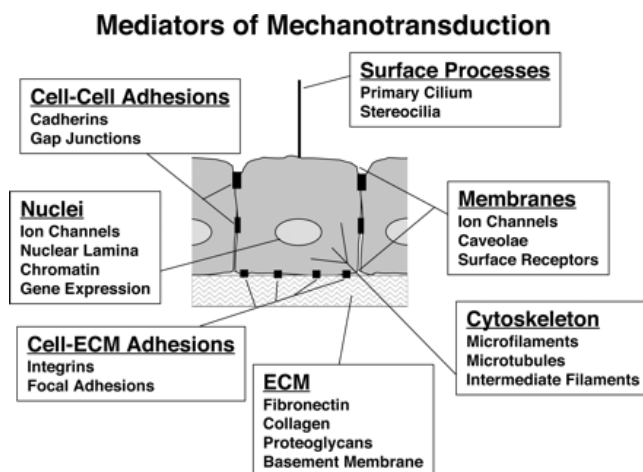 Mediators of Mechanotransduction
Surface Processes
Primary Cilium
Stereocilia
Cell-Cell Adhesions
Cadherins
Gap Junctions
Nuclei
Ion Channels
Nuclear Lamina
Chromatin
Gene Expression
Membranes
Ion Channels
Caveolae
Surface Receptors
Cell-ECM Adhesions
Integrins
Focal Adhesions
ECM
Fibronectin
Collagen
Proteoglycans
Basement Membrane
Cytoskeleton
Microfilaments
Microtubules
Intermediate Filaments